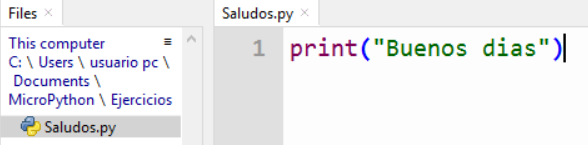 Files ×
This computer ≡
C: \ Users \ usuario pc \
Documents \
MicroPython \ Ejercicios
Saludos.py
Saludos.py ×
1 print("Buenos dias")